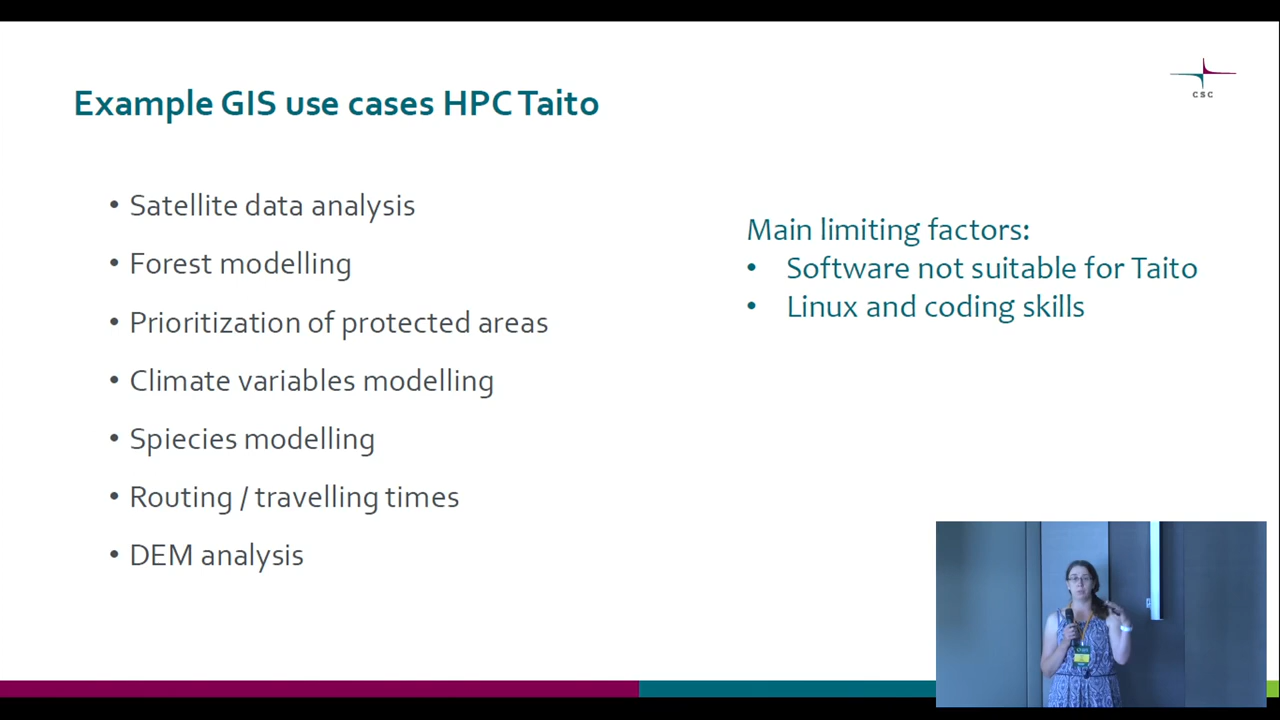 Example GIS use cases HPC Taito
CSC
• Satellite data analysis
• Forest modelling
• Prioritization of protected areas
• Climate variables modelling
• Spiecies modelling
• Routing / travelling times
• DEM analysis
Main limiting factors:
• Software not suitable for Taito
• Linux and coding skills